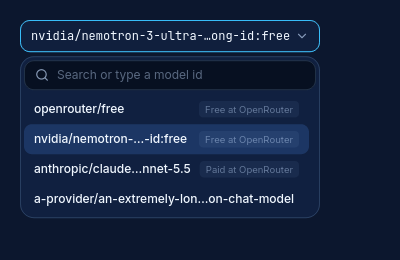 nvidia/nemotron-3-ultra-…ong-id:free
Search or type a model id
openrouter/free Free at OpenRouter
nvidia/nemotron-...-id:free Free at OpenRouter
anthropic/claude...nnet-5.5 Paid at OpenRouter
a-provider/an-extremely-lon...on-chat-model